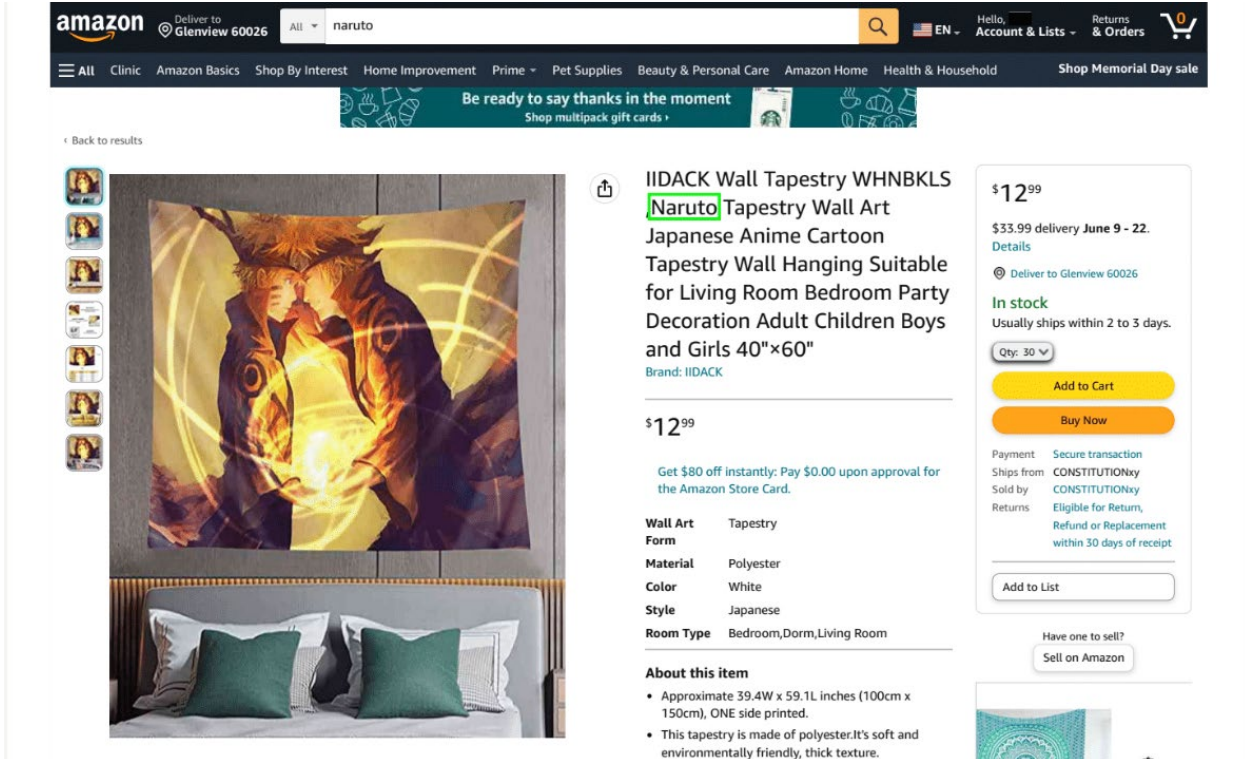 amazon
Deliver to
Glenview 60026
All
naruto
EN
Hello,
Account & Lists
Returns
& Orders
0
All
Clinic
Amazon Basics
Shop By Interest
Home Improvement
Prime
Pet Supplies
Beauty & Personal Care
Amazon Home
Health & Household
Shop Memorial Day sale
Be ready to say thanks in the moment
Shop multipack gift cards ›
‹ Back to results
IIDACK Wall Tapestry WHNBKLS
,Naruto Tapestry Wall Art
Japanese Anime Cartoon
Tapestry Wall Hanging Suitable
for Living Room Bedroom Party
Decoration Adult Children Boys
and Girls 40"×60"
Brand: IIDACK
$1299
Get $80 off instantly: Pay $0.00 upon approval for
the Amazon Store Card.
Wall Art Form Tapestry
Material Polyester
Color White
Style Japanese
Room Type Bedroom,Dorm,Living Room
About this item
• Approximate 39.4W x 59.1L inches (100cm x
150cm), ONE side printed.
• This tapestry is made of polyester.It's soft and
environmentally friendly, thick texture.
$1299
$33.99 delivery June 9 - 22.
Details
Deliver to Glenview 60026
In stock
Usually ships within 2 to 3 days.
Qty: 30
Add to Cart
Buy Now
Payment Secure transaction
Ships from CONSTITUTIONxy
Sold by CONSTITUTIONxy
Returns Eligible for Return,
Refund or Replacement
within 30 days of receipt
Add to List
Have one to sell?
Sell on Amazon